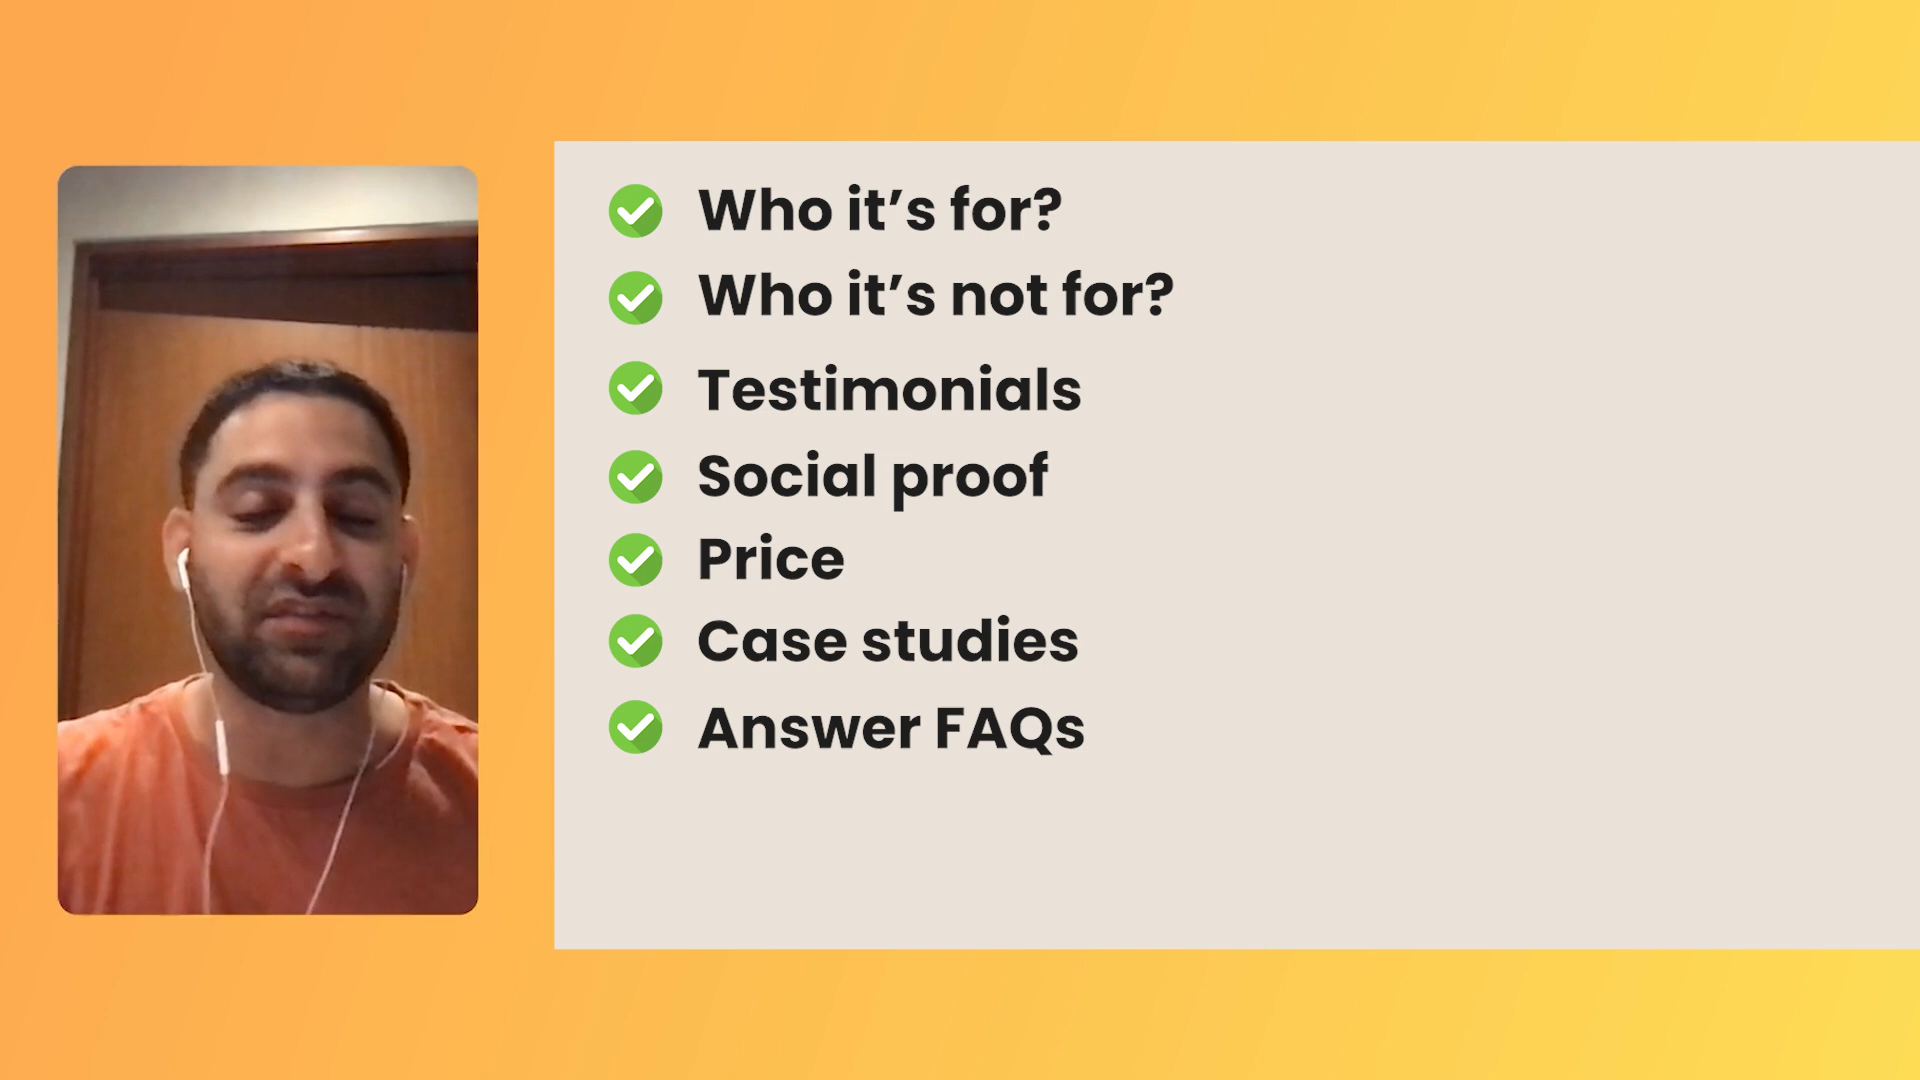 Who it’s for?
Who it’s not for?
Testimonials
Social proof
Price
Case studies
Answer FAQs